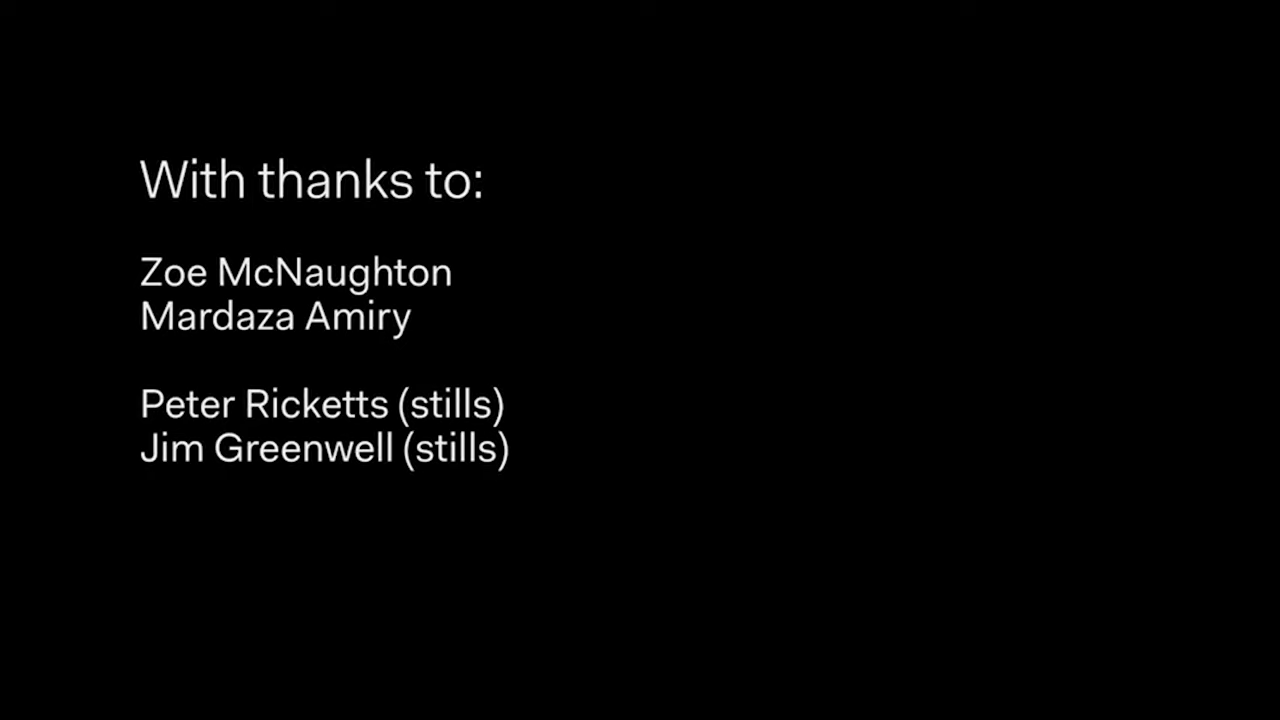 With thanks to:
Zoe McNaughton
Mardaza Amiry
Peter Ricketts (stills)
Jim Greenwell (stills)